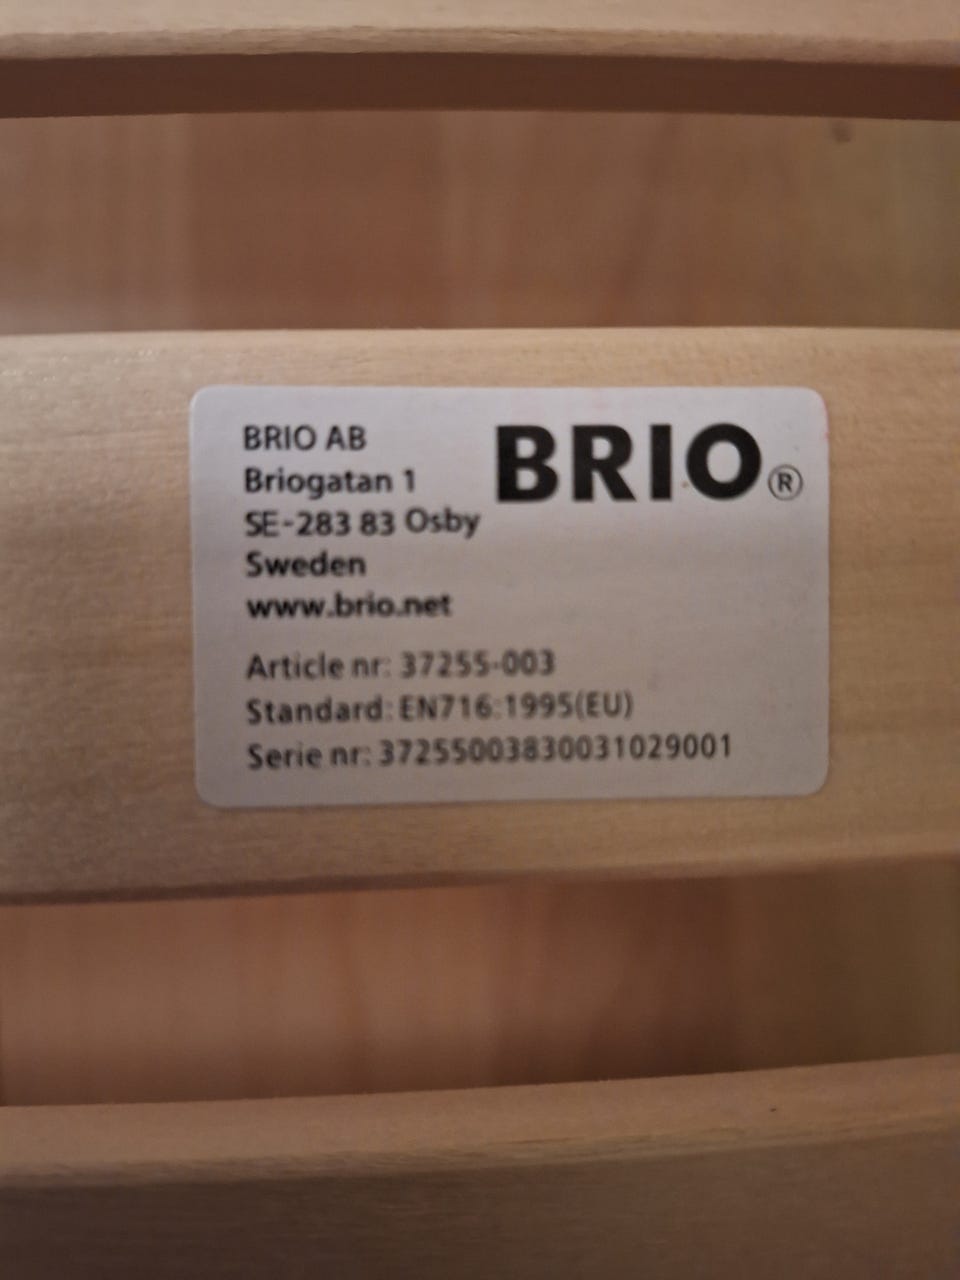 BRIO AB
Briogatan 1
SE-283 83 Osby
Sweden
www.brio.net
BRIO®
Article nr: 37255-003
Standard: EN716:1995(EU)
Serie nr: 37255003830031029001